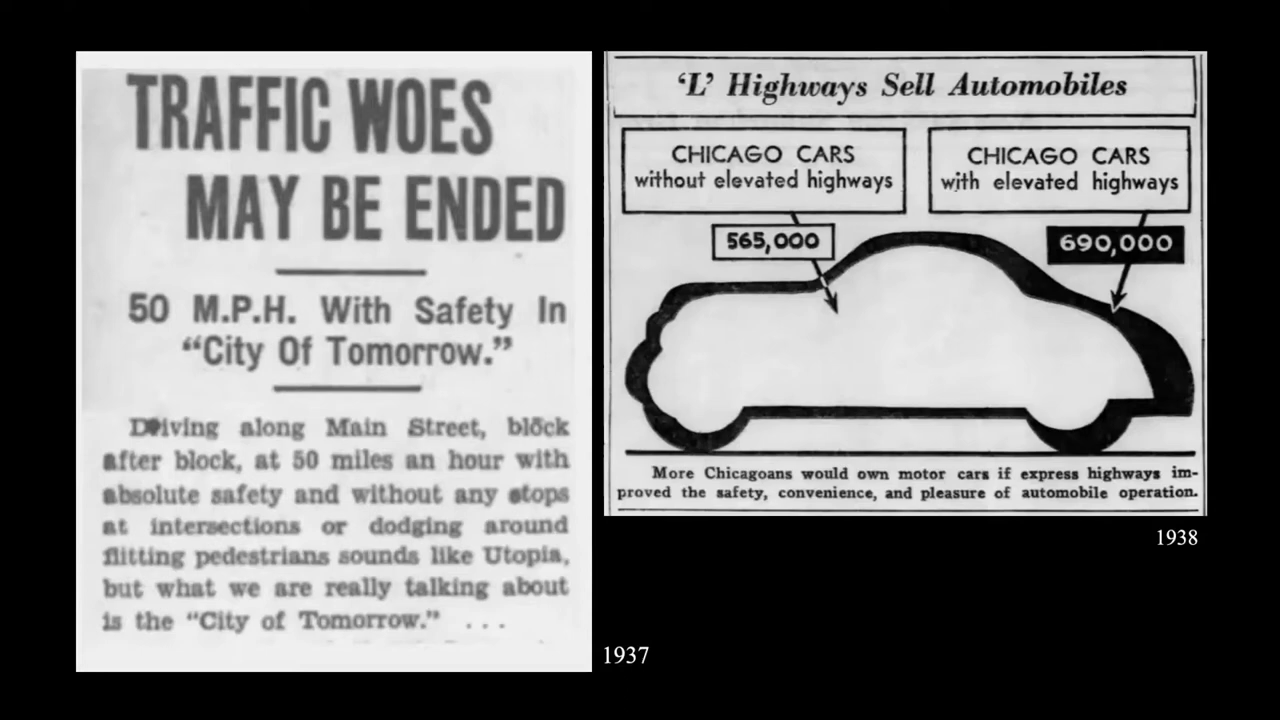 TRAFFIC WOES
MAY BE ENDED
50 M.P.H. With Safety In
“City Of Tomorrow.”
Driving along Main Street, block
after block, at 50 miles an hour with
absolute safety and without any stops
at intersections or dodging around
flitting pedestrians sounds like Utopia,
but what we are really talking about
is the “City of Tomorrow.” ...
1937
‘L’ Highways Sell Automobiles
CHICAGO CARS
without elevated highways
CHICAGO CARS
with elevated highways
565,000
690,000
More Chicagoans would own motor cars if express highways im-
proved the safety, convenience, and pleasure of automobile operation.
1938